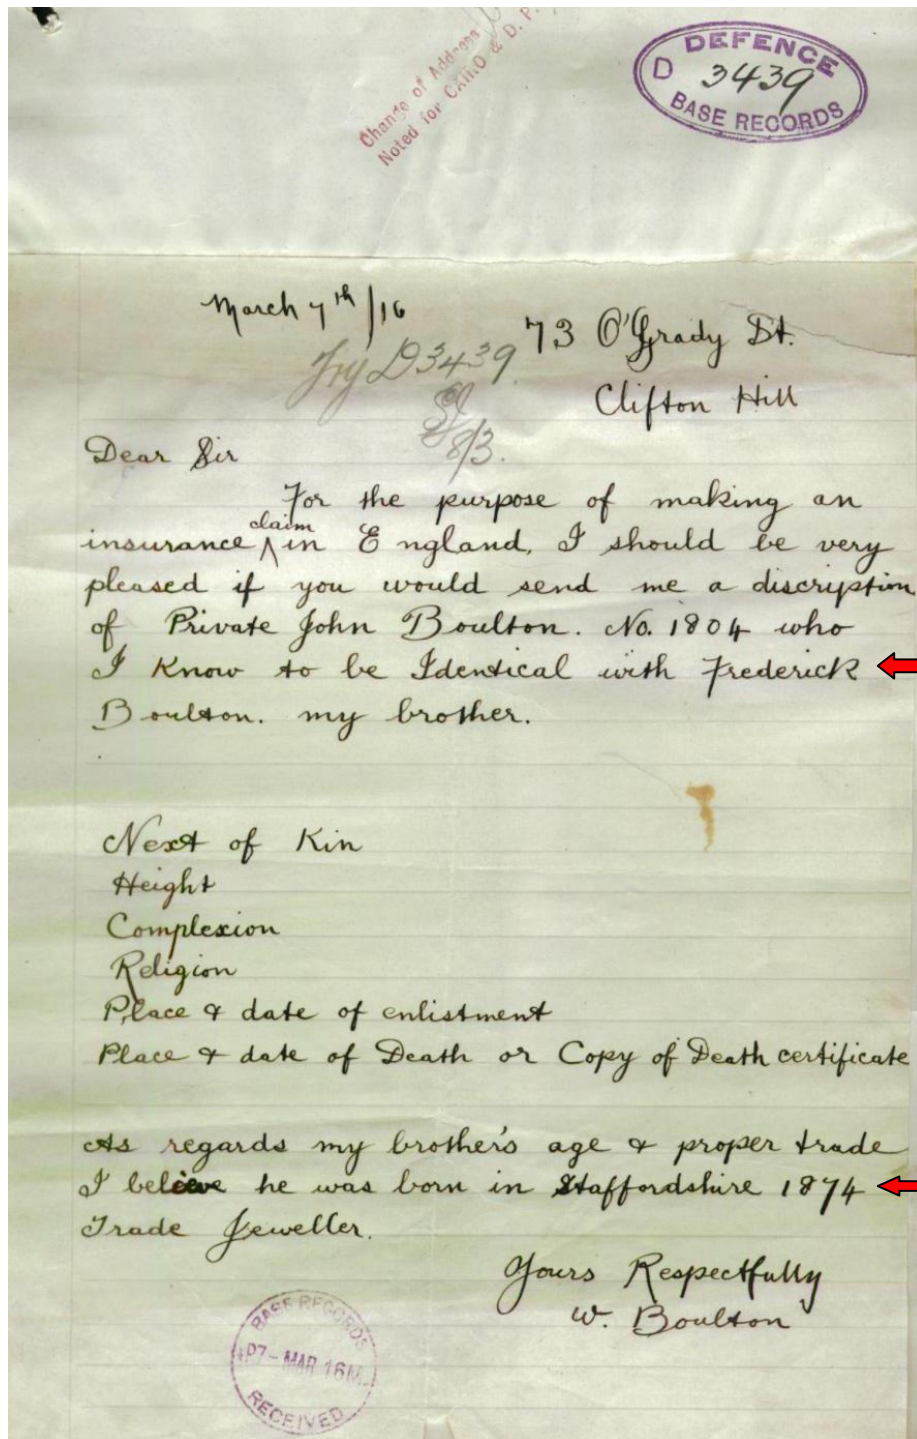 Change of Address
Noted for CAIRO & D. P.
DEFENCE
D 3439
BASE RECORDS
March 7th/16
73 O'Grady St.
D3439
Clifton Hill
8/3.
Dear Sir
For the purpose of making an
insurance claim in England, I should be very
pleased if you would send me a discription
of Private John Boulton. No. 1804 who
I Know to be Identical with Frederick
Boulton. my brother.
Next of Kin
Height
Complexion
Religion
Place & date of enlistment
Place & date of Death or Copy of Death certificate
As regards my brother's age & proper trade
I believe he was born in Staffordshire 1874
Trade Jeweller.
Yours Respectfully
W. Boulton
BASE RECORDS
7-MAR 16
RECEIVED